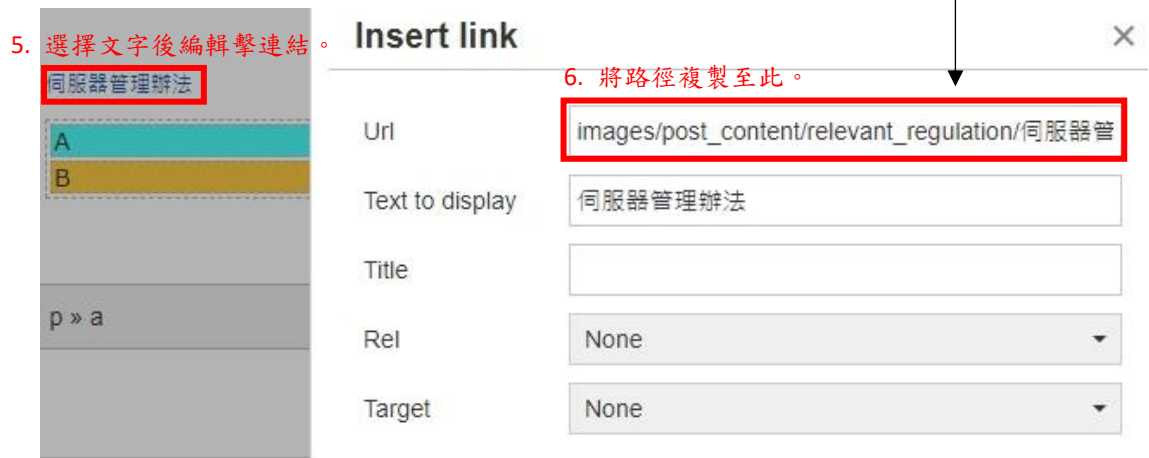 5. 選擇文字後編輯擊連結。
伺服器管理辦法
A
B
p » a
Insert link
×
6. 將路徑複製至此。
Url
images/post_content/relevant_regulation/伺服器管
Text to display
伺服器管理辦法
Title
Rel
None
Target
None